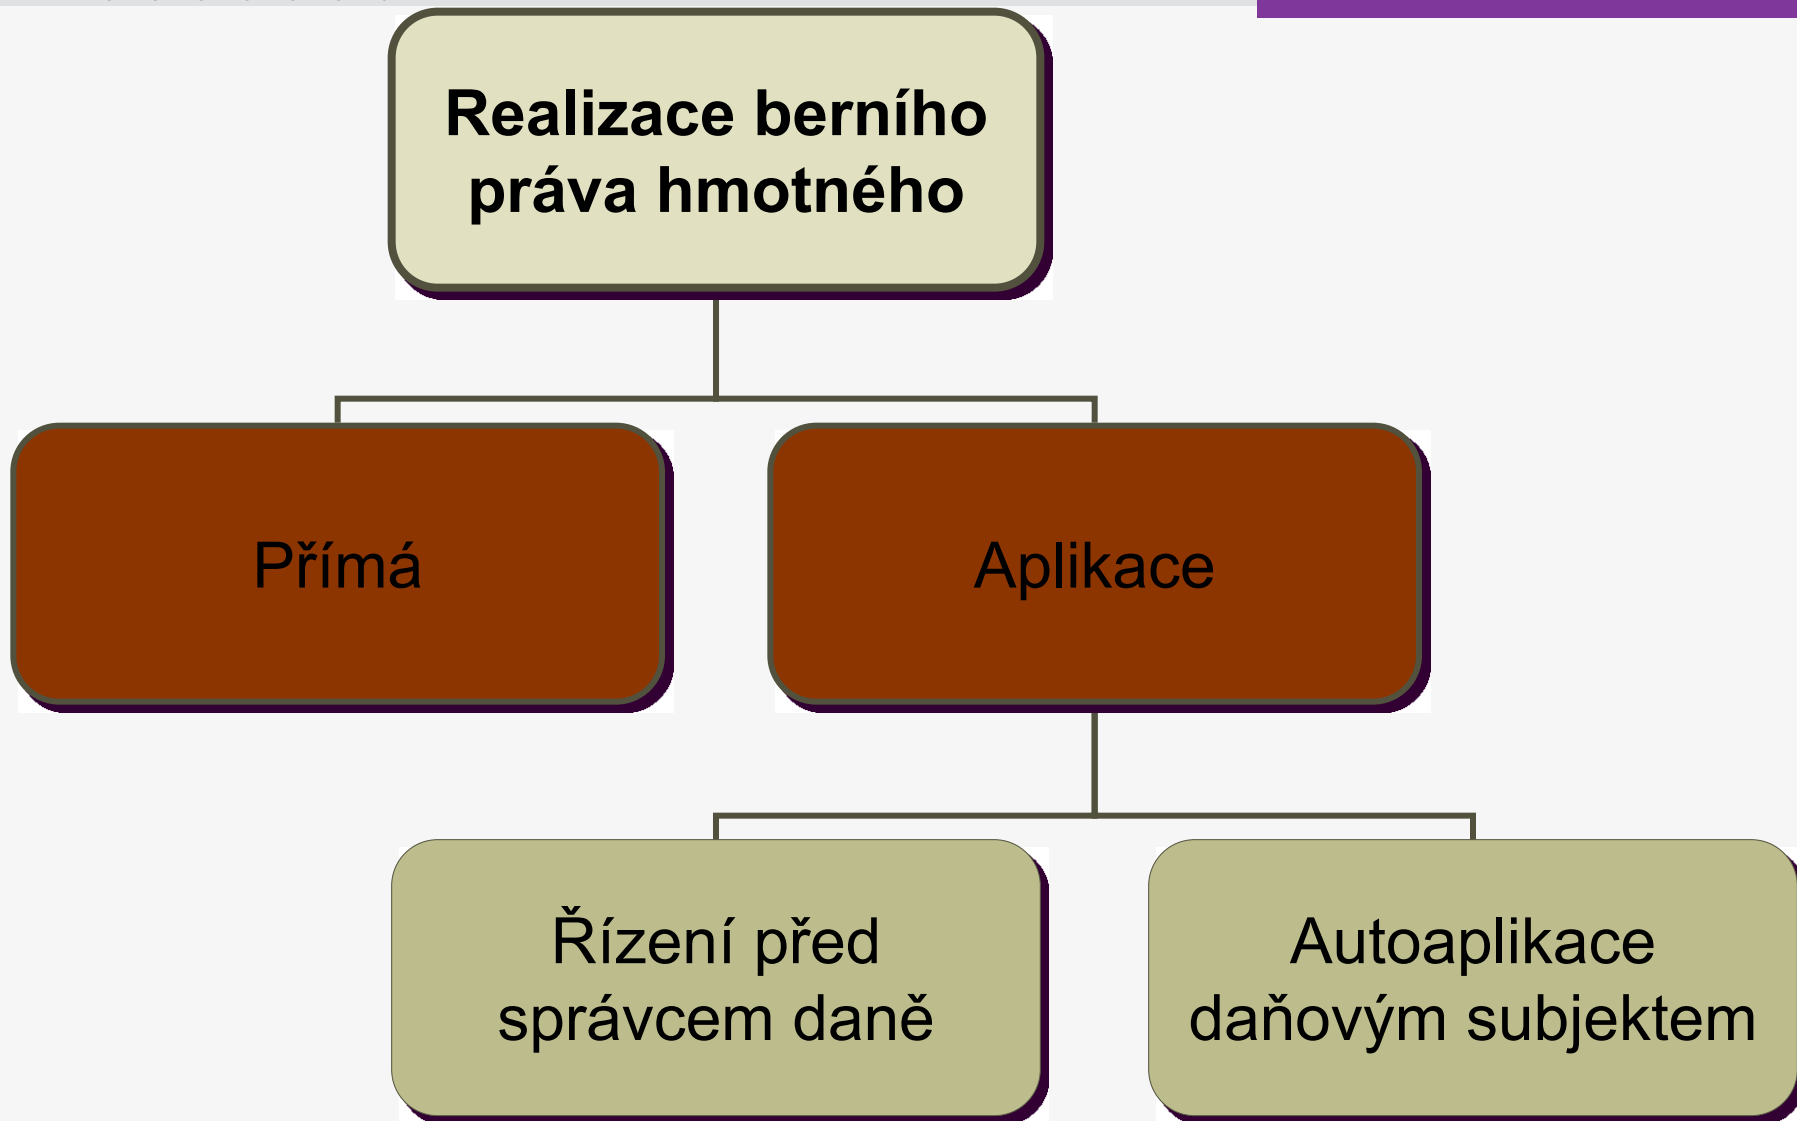 Realizace berního
práva hmotného
Přímá
Aplikace
Řízení před
správcem daně
Autoaplikace
daňovým subjektem